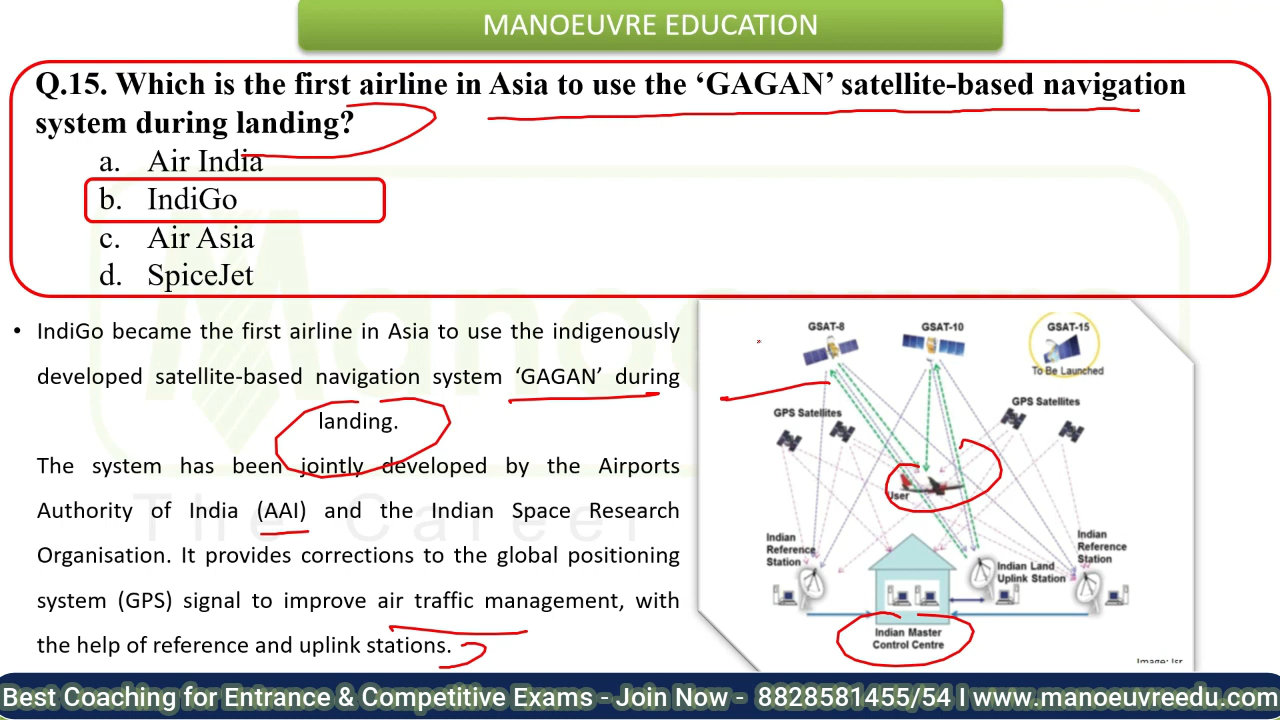 MANOEUVRE EDUCATION
Q.15. Which is the first airline in Asia to use the ‘GAGAN’ satellite-based navigation
system during landing?
a. Air India
b. IndiGo
c. Air Asia
d. SpiceJet
• IndiGo became the first airline in Asia to use the indigenously
developed satellite-based navigation system ‘GAGAN’ during
landing.
The system has been jointly developed by the Airports
Authority of India (AAI) and the Indian Space Research
Organisation. It provides correction to the global positioning
system (GPS) signal to improve air traffic management, with
the help of reference and uplink stations.
GSAT-8
GSAT-10
GSAT-15
To Be Launched
GPS Satellites
GPS Satellites
User
Indian
Reference
Station
Indian Land
Uplink Station
Indian
Reference
Station
Indian Master
Control Centre
Image: Isr
Manoeuvre
The Career
Best Coaching for Entrance & Competitive Exams - Join Now - 8828581455/54 I www.manoeuvreedu.com